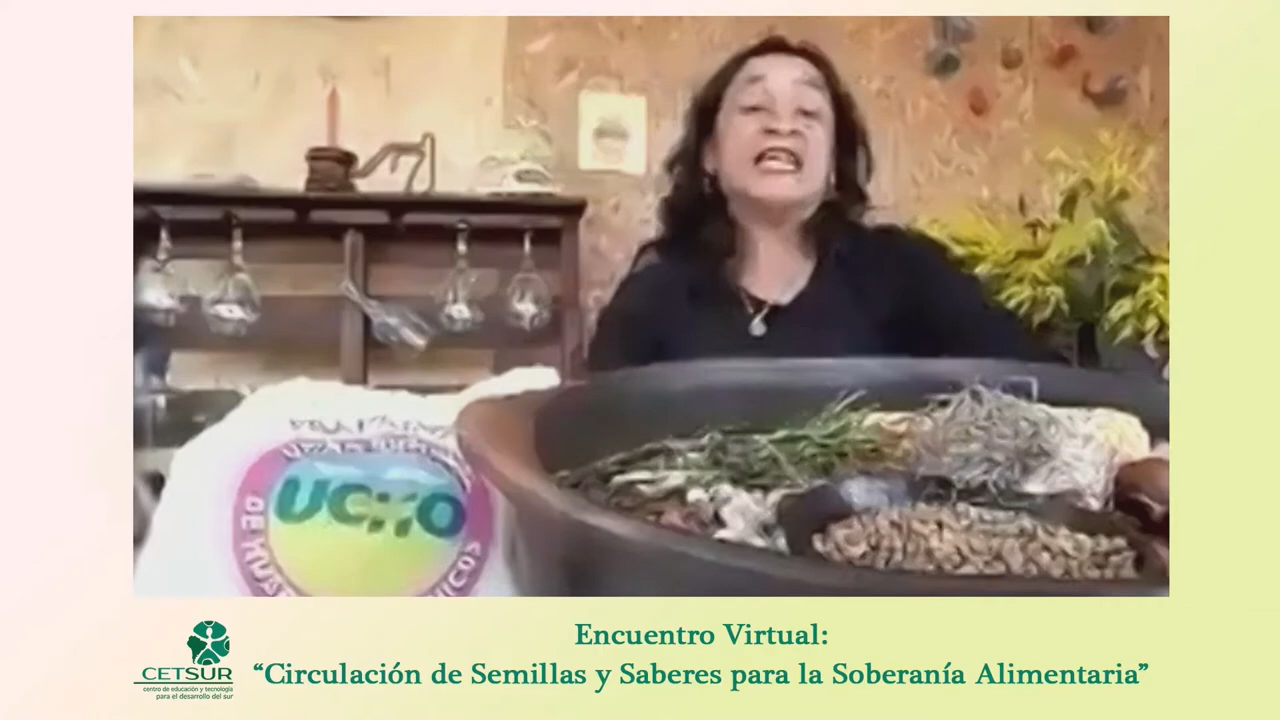 UCHO
CETSUR
centro de educación y tecnología
para el desarrollo del sur
Encuentro Virtual:
“Circulación de Semillas y Saberes para la Soberanía Alimentaria”